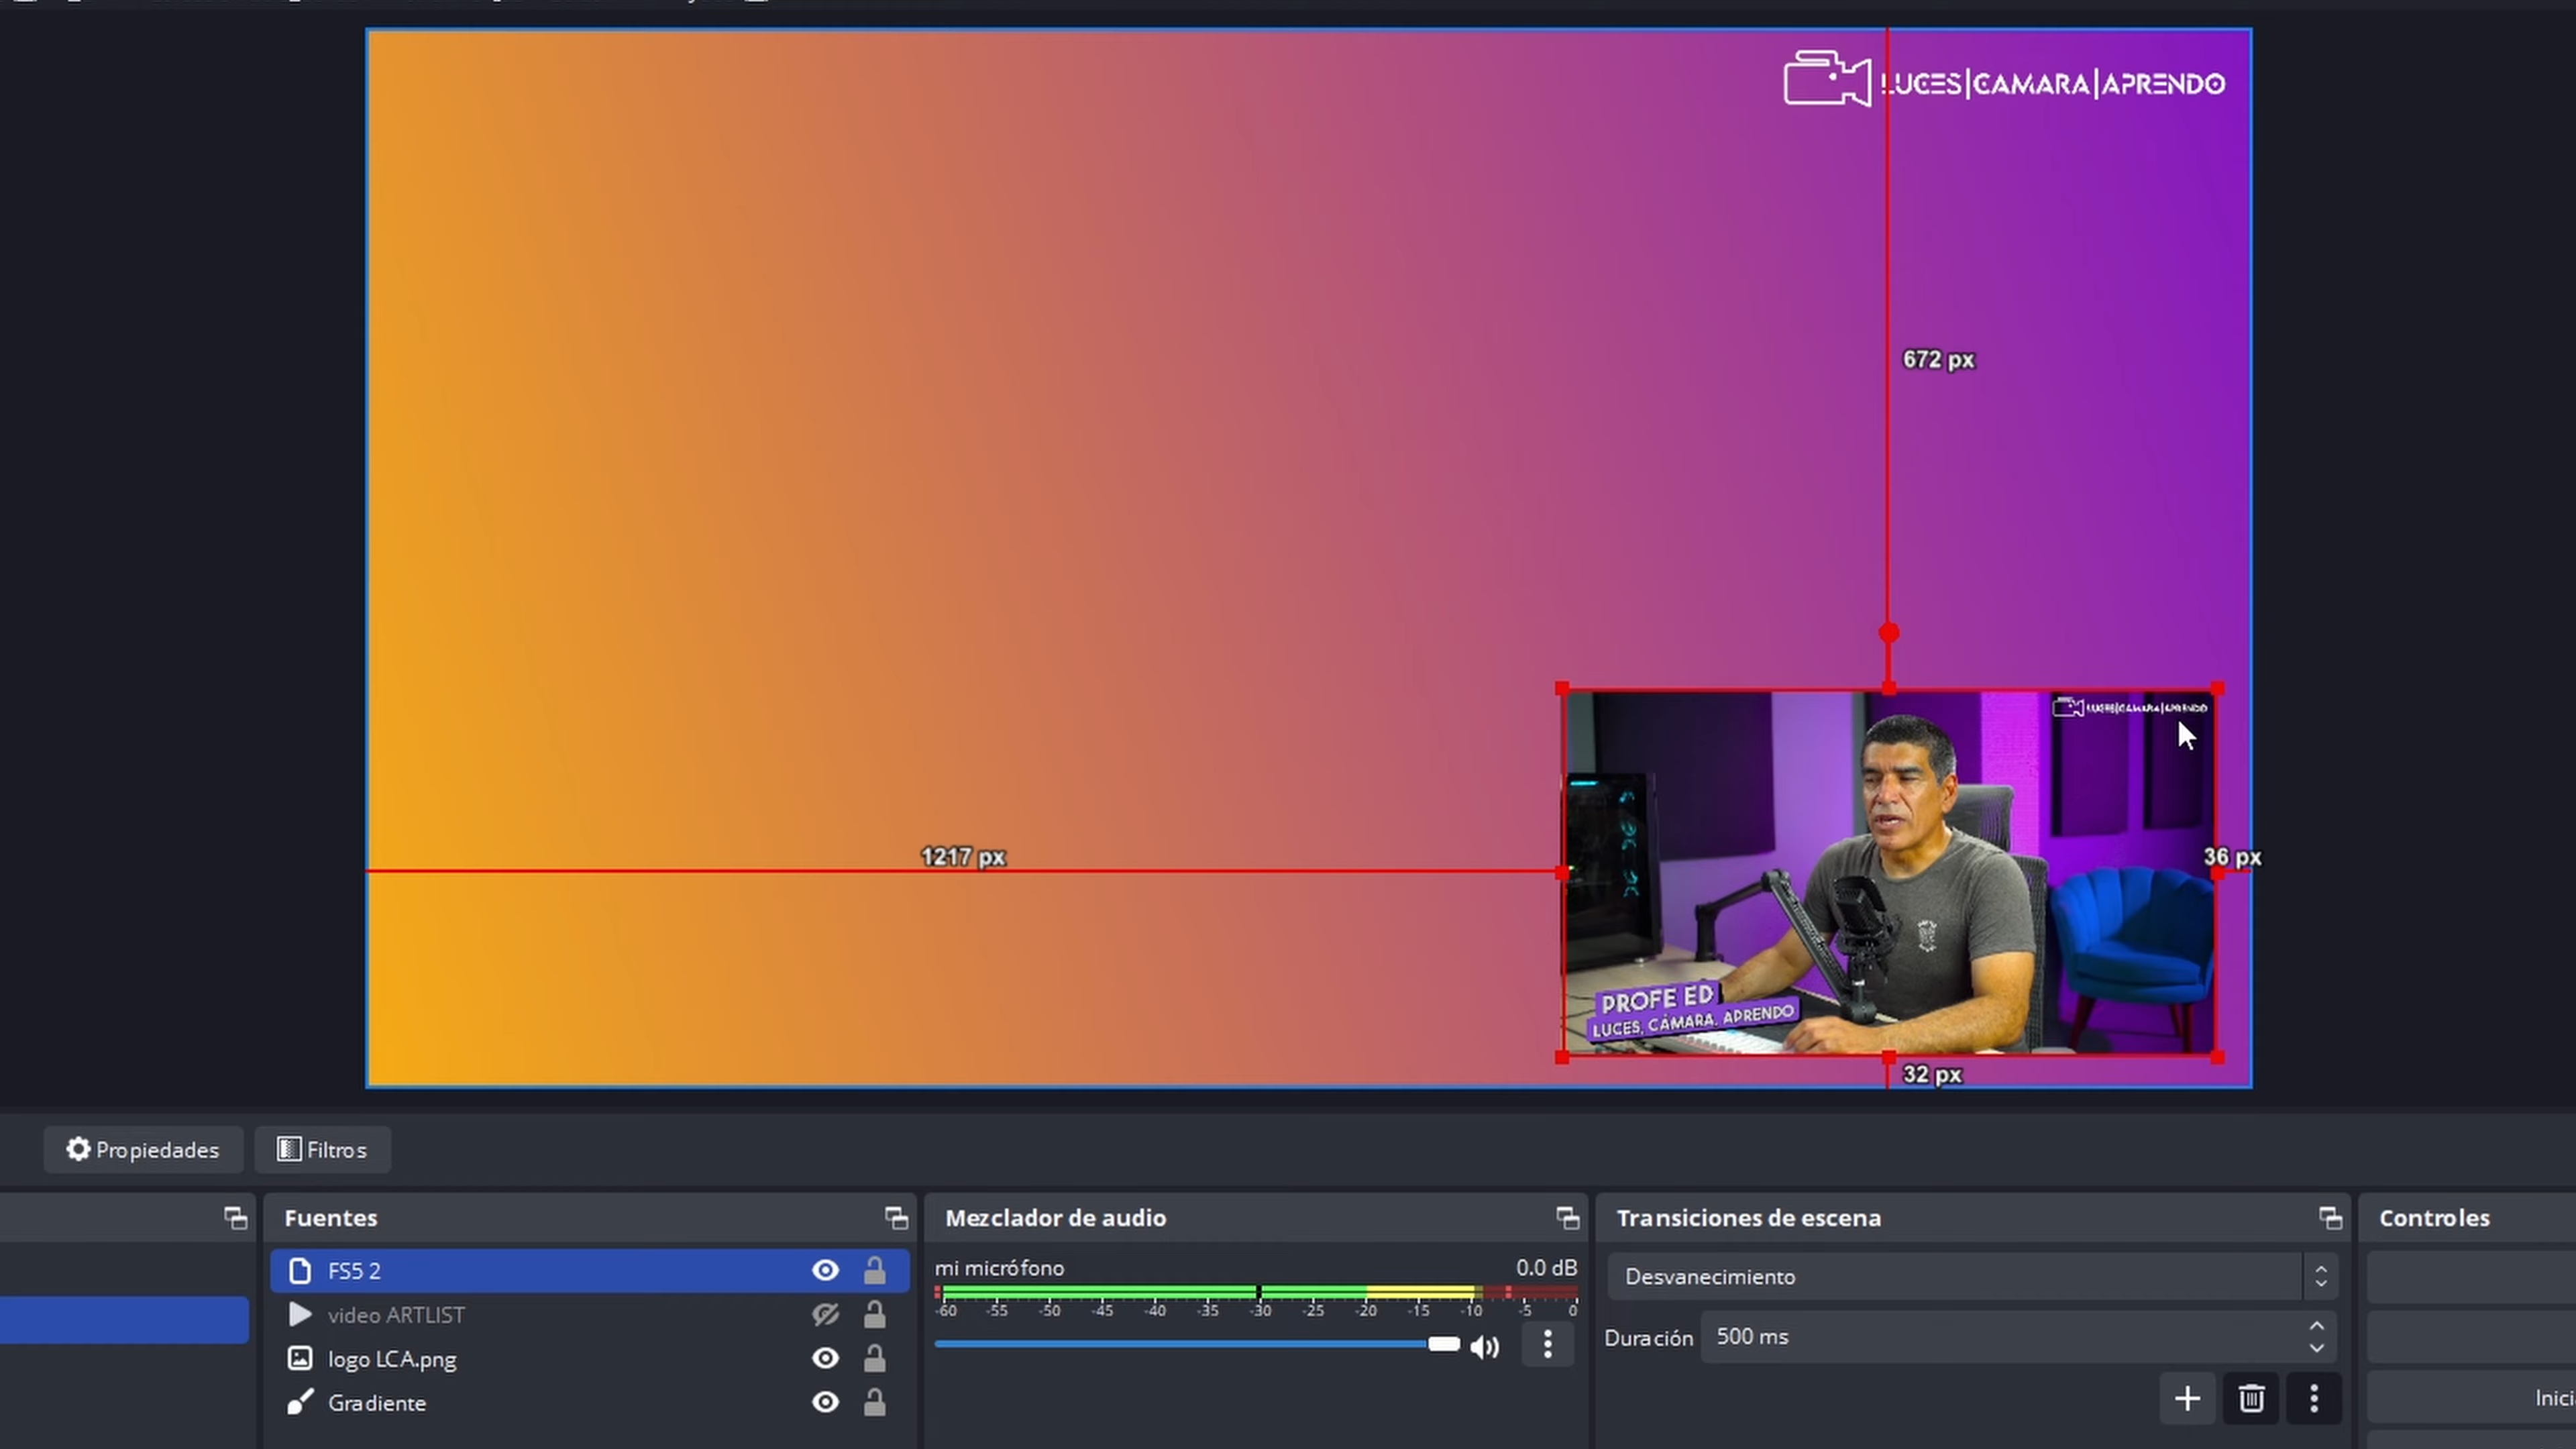 LUCES|CAMARA|APRENDO
672 px
LUCES|CAMARA|APRENDO
1217 px
36 px
PROFE ED
LUCES, CÁMARA, APRENDO
32 px
Propiedades
Filtros
Fuentes
Mezclador de audio
Transiciones de escena
Controles
FS5 2
video ARTLIST
logo LCA.png
Gradiente
mi micrófono
0.0 dB
-60 -55 -50 -45 -40 -35 -30 -25 -20 -15 -10 -5 0
Desvanecimiento
Duración
500 ms
Inici